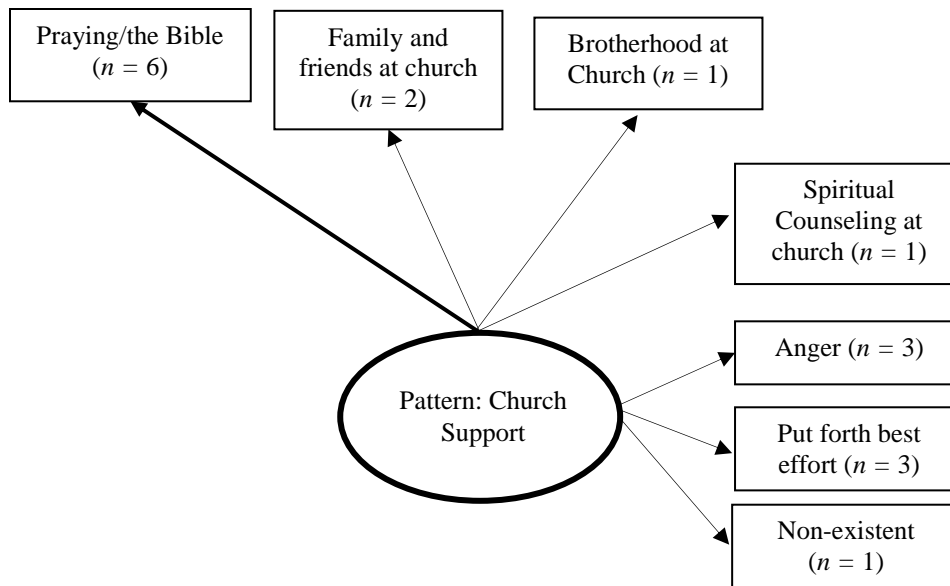 Praying/the Bible
(n = 6)
Family and
friends at church
(n = 2)
Brotherhood at
Church (n = 1)
Spiritual
Counseling at
church (n = 1)
Anger (n = 3)
Pattern: Church
Support
Put forth best
effort (n = 3)
Non-existent
(n = 1)